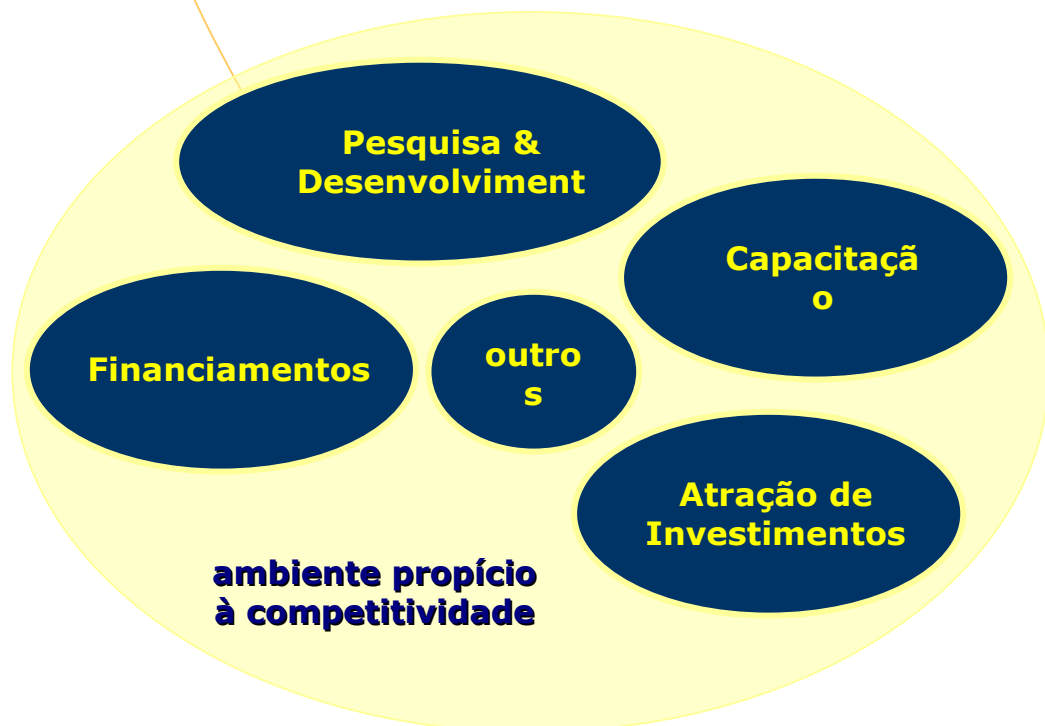 Pesquisa &
Desenvolviment
Capacitaçã
o
Financiamentos
outro
s
Atração de
Investimentos
ambiente propício
à competitividade